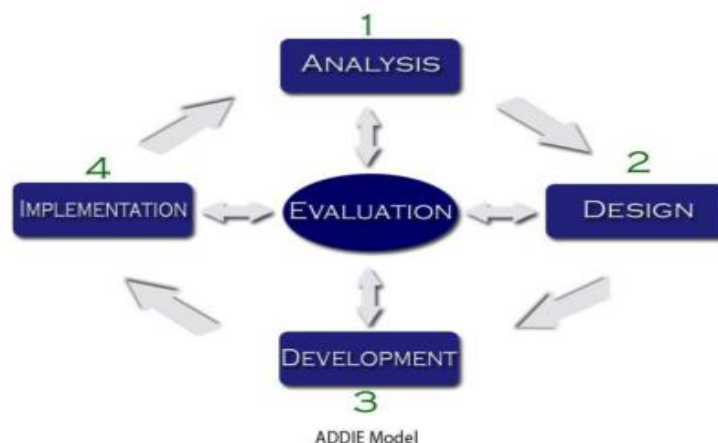 1
ANALYSIS
2
DESIGN
EVALUATION
4
IMPLEMENTATION
DEVELOPMENT
3
ADDIE Model